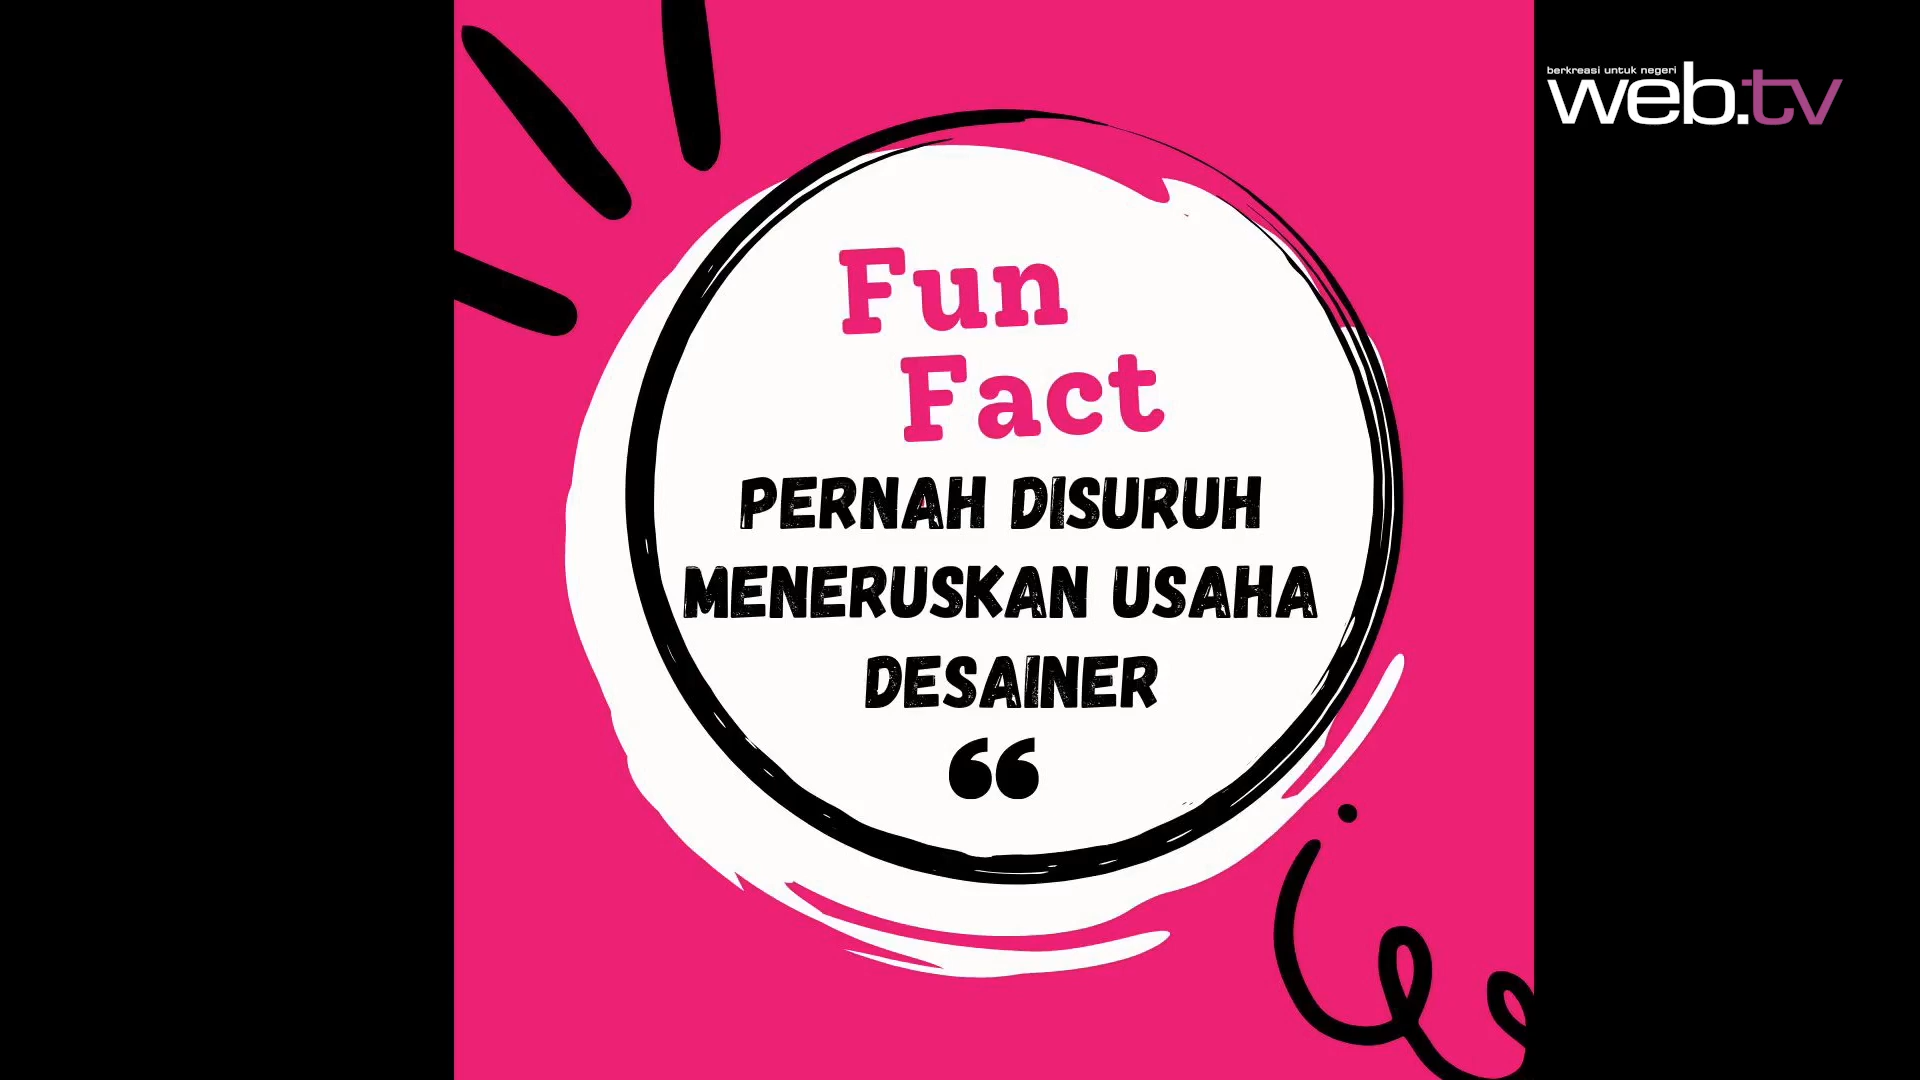 berkreasi untuk negeri
web.tv
Fun
Fact
PERNAH DISURUH
MENERUSKAN USAHA
DESAINER
“